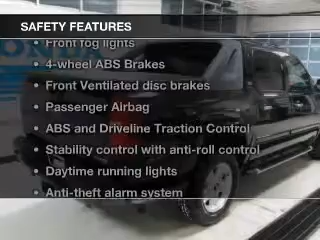 SAFETY FEATURES
• Front fog lights
• 4-wheel ABS Brakes
• Front Ventilated disc brakes
• Passenger Airbag
• ABS and Driveline Traction Control
• Stability control with anti-roll control
• Daytime running lights
• Anti-theft alarm system